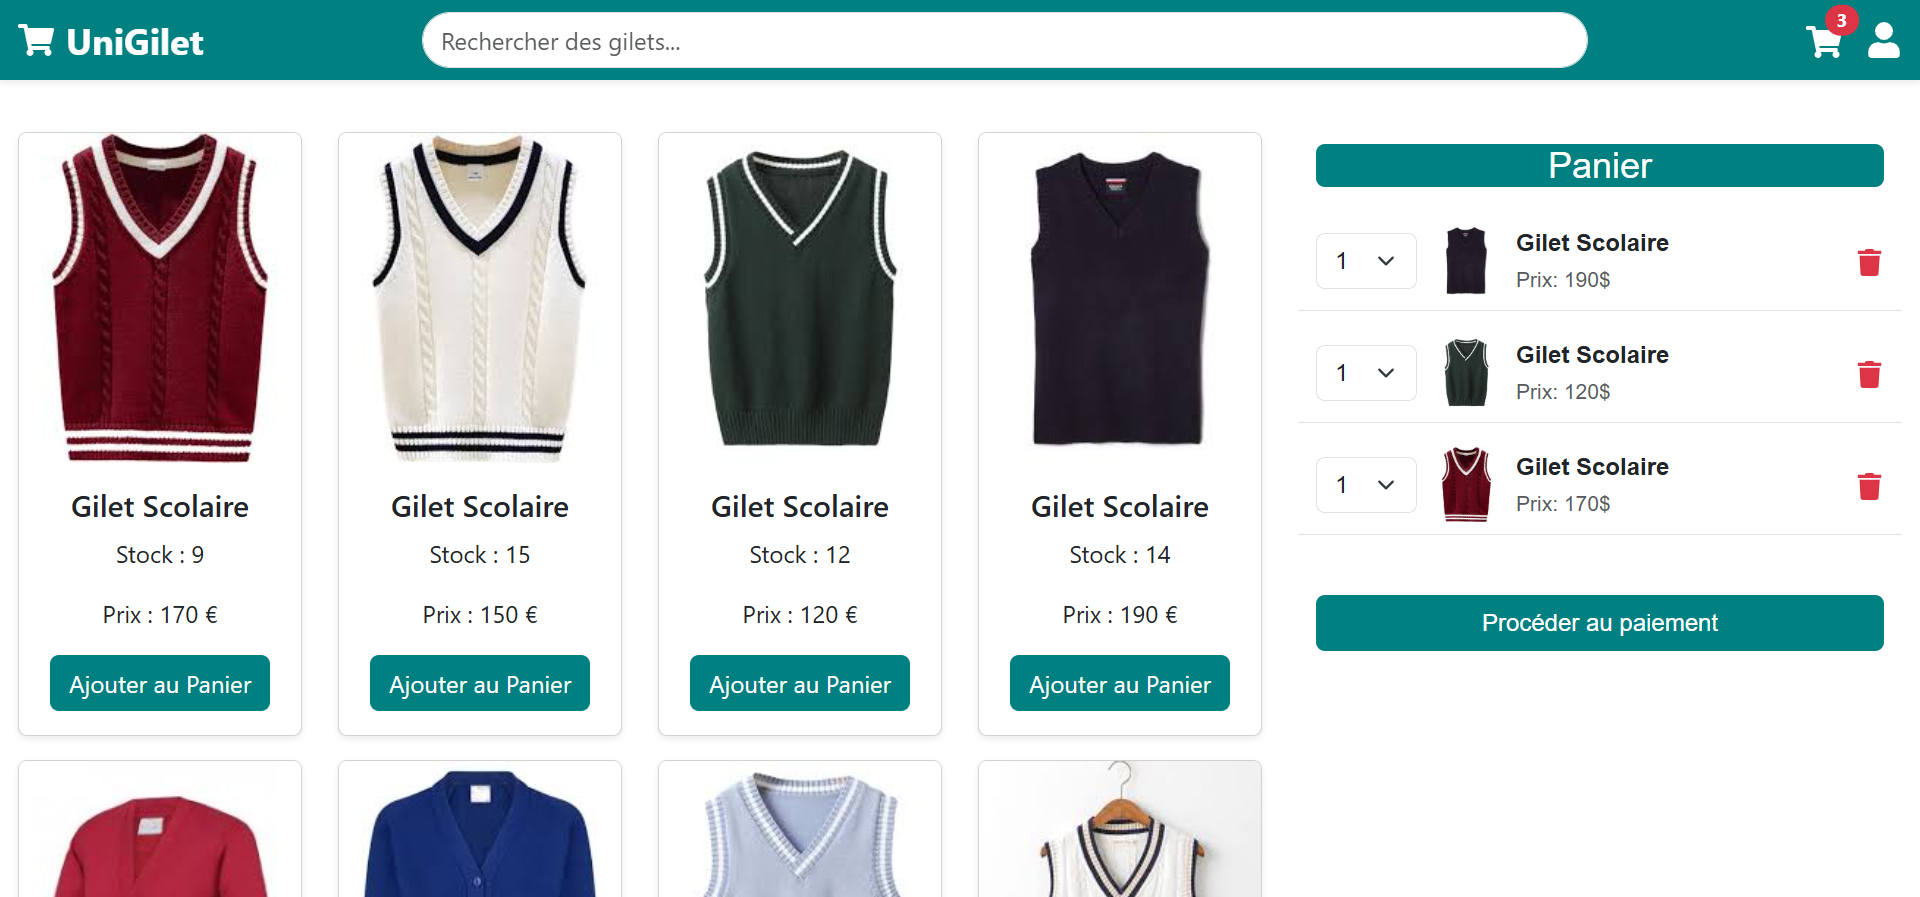 UniGilet
Rechercher des gilets...
3
Gilet Scolaire
Stock : 9
Prix : 170 €
Ajouter au Panier
Gilet Scolaire
Stock : 15
Prix : 150 €
Ajouter au Panier
Gilet Scolaire
Stock : 12
Prix : 120 €
Ajouter au Panier
Gilet Scolaire
Stock : 14
Prix : 190 €
Ajouter au Panier
Panier
1
Gilet Scolaire
Prix: 190$
1
Gilet Scolaire
Prix: 120$
1
Gilet Scolaire
Prix: 170$
Procéder au paiement